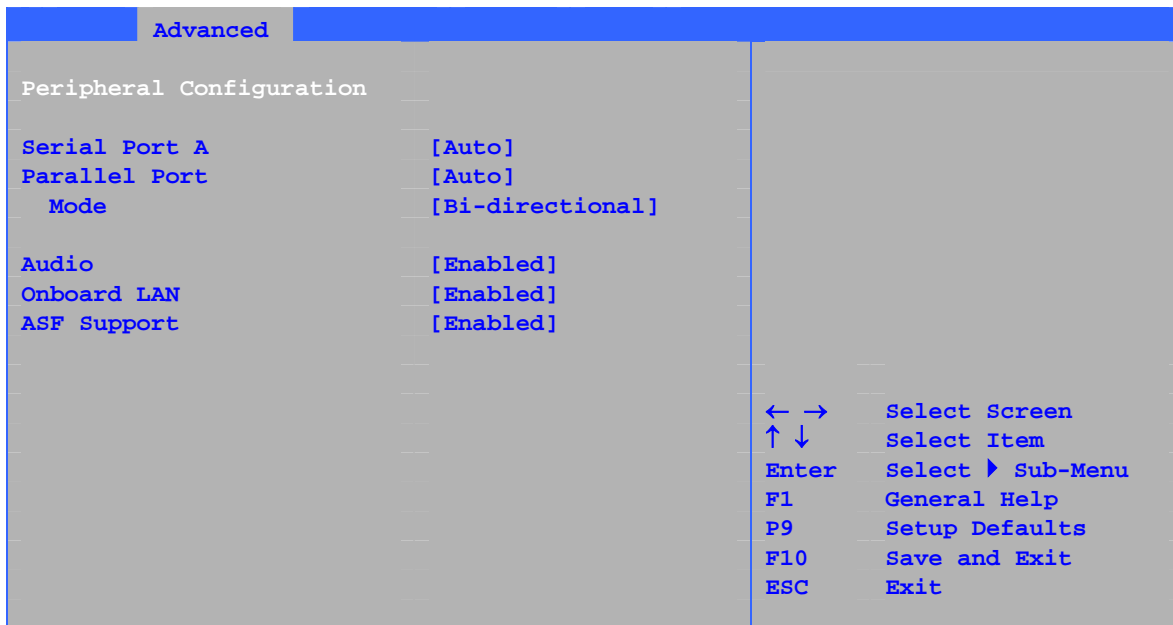 Advanced
Peripheral Configuration
Serial Port A [Auto]
Parallel Port [Auto]
Mode [Bi-directional]
Audio [Enabled]
Onboard LAN [Enabled]
ASF Support [Enabled]
← → Select Screen
↑ ↓ Select Item
Enter Select ▶ Sub-Menu
F1 General Help
P9 Setup Defaults
F10 Save and Exit
ESC Exit